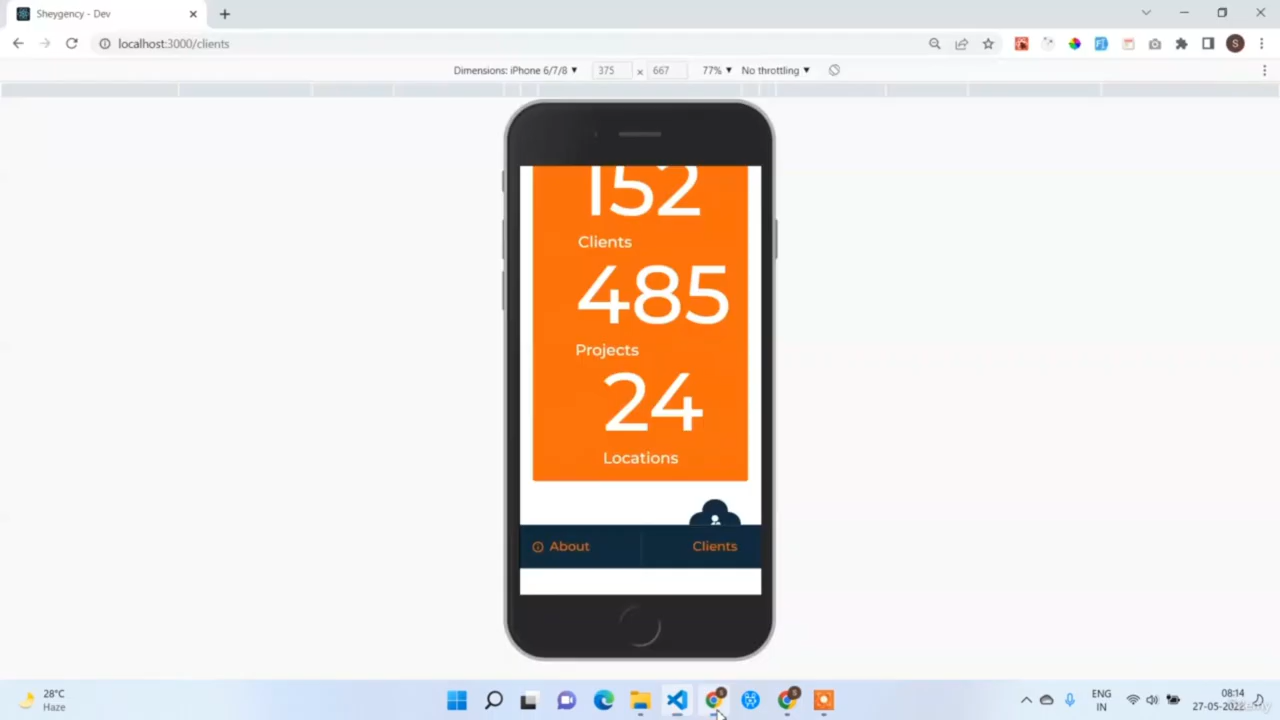 Sheygency - Dev
localhost:3000/clients
Dimensions: iPhone 6/7/8 ▼ 375 × 667 77% ▼ No throttling ▼
152
Clients
485
Projects
24
Locations
About Clients
28°C
Haze
ENG
IN
08:14
27-05-2022